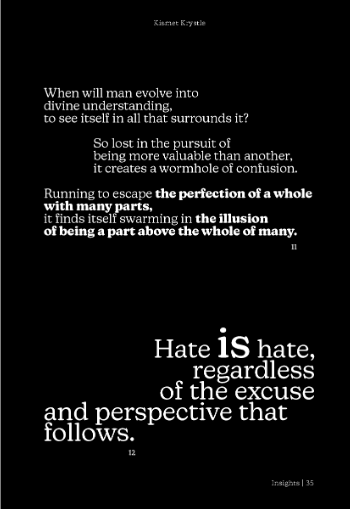 Kismet Krystle
When will man evolve into
divine understanding,
to see itself in all that surrounds it?
So lost in the pursuit of
being more valuable than another,
it creates a wormhole of confusion.
Running to escape the perfection of a whole
with many parts,
it finds itself swarming in the illusion
of being a part above the whole of many.
11
Hate is hate,
regardless
of the excuse
and perspective that
follows.
12
Insights | 35